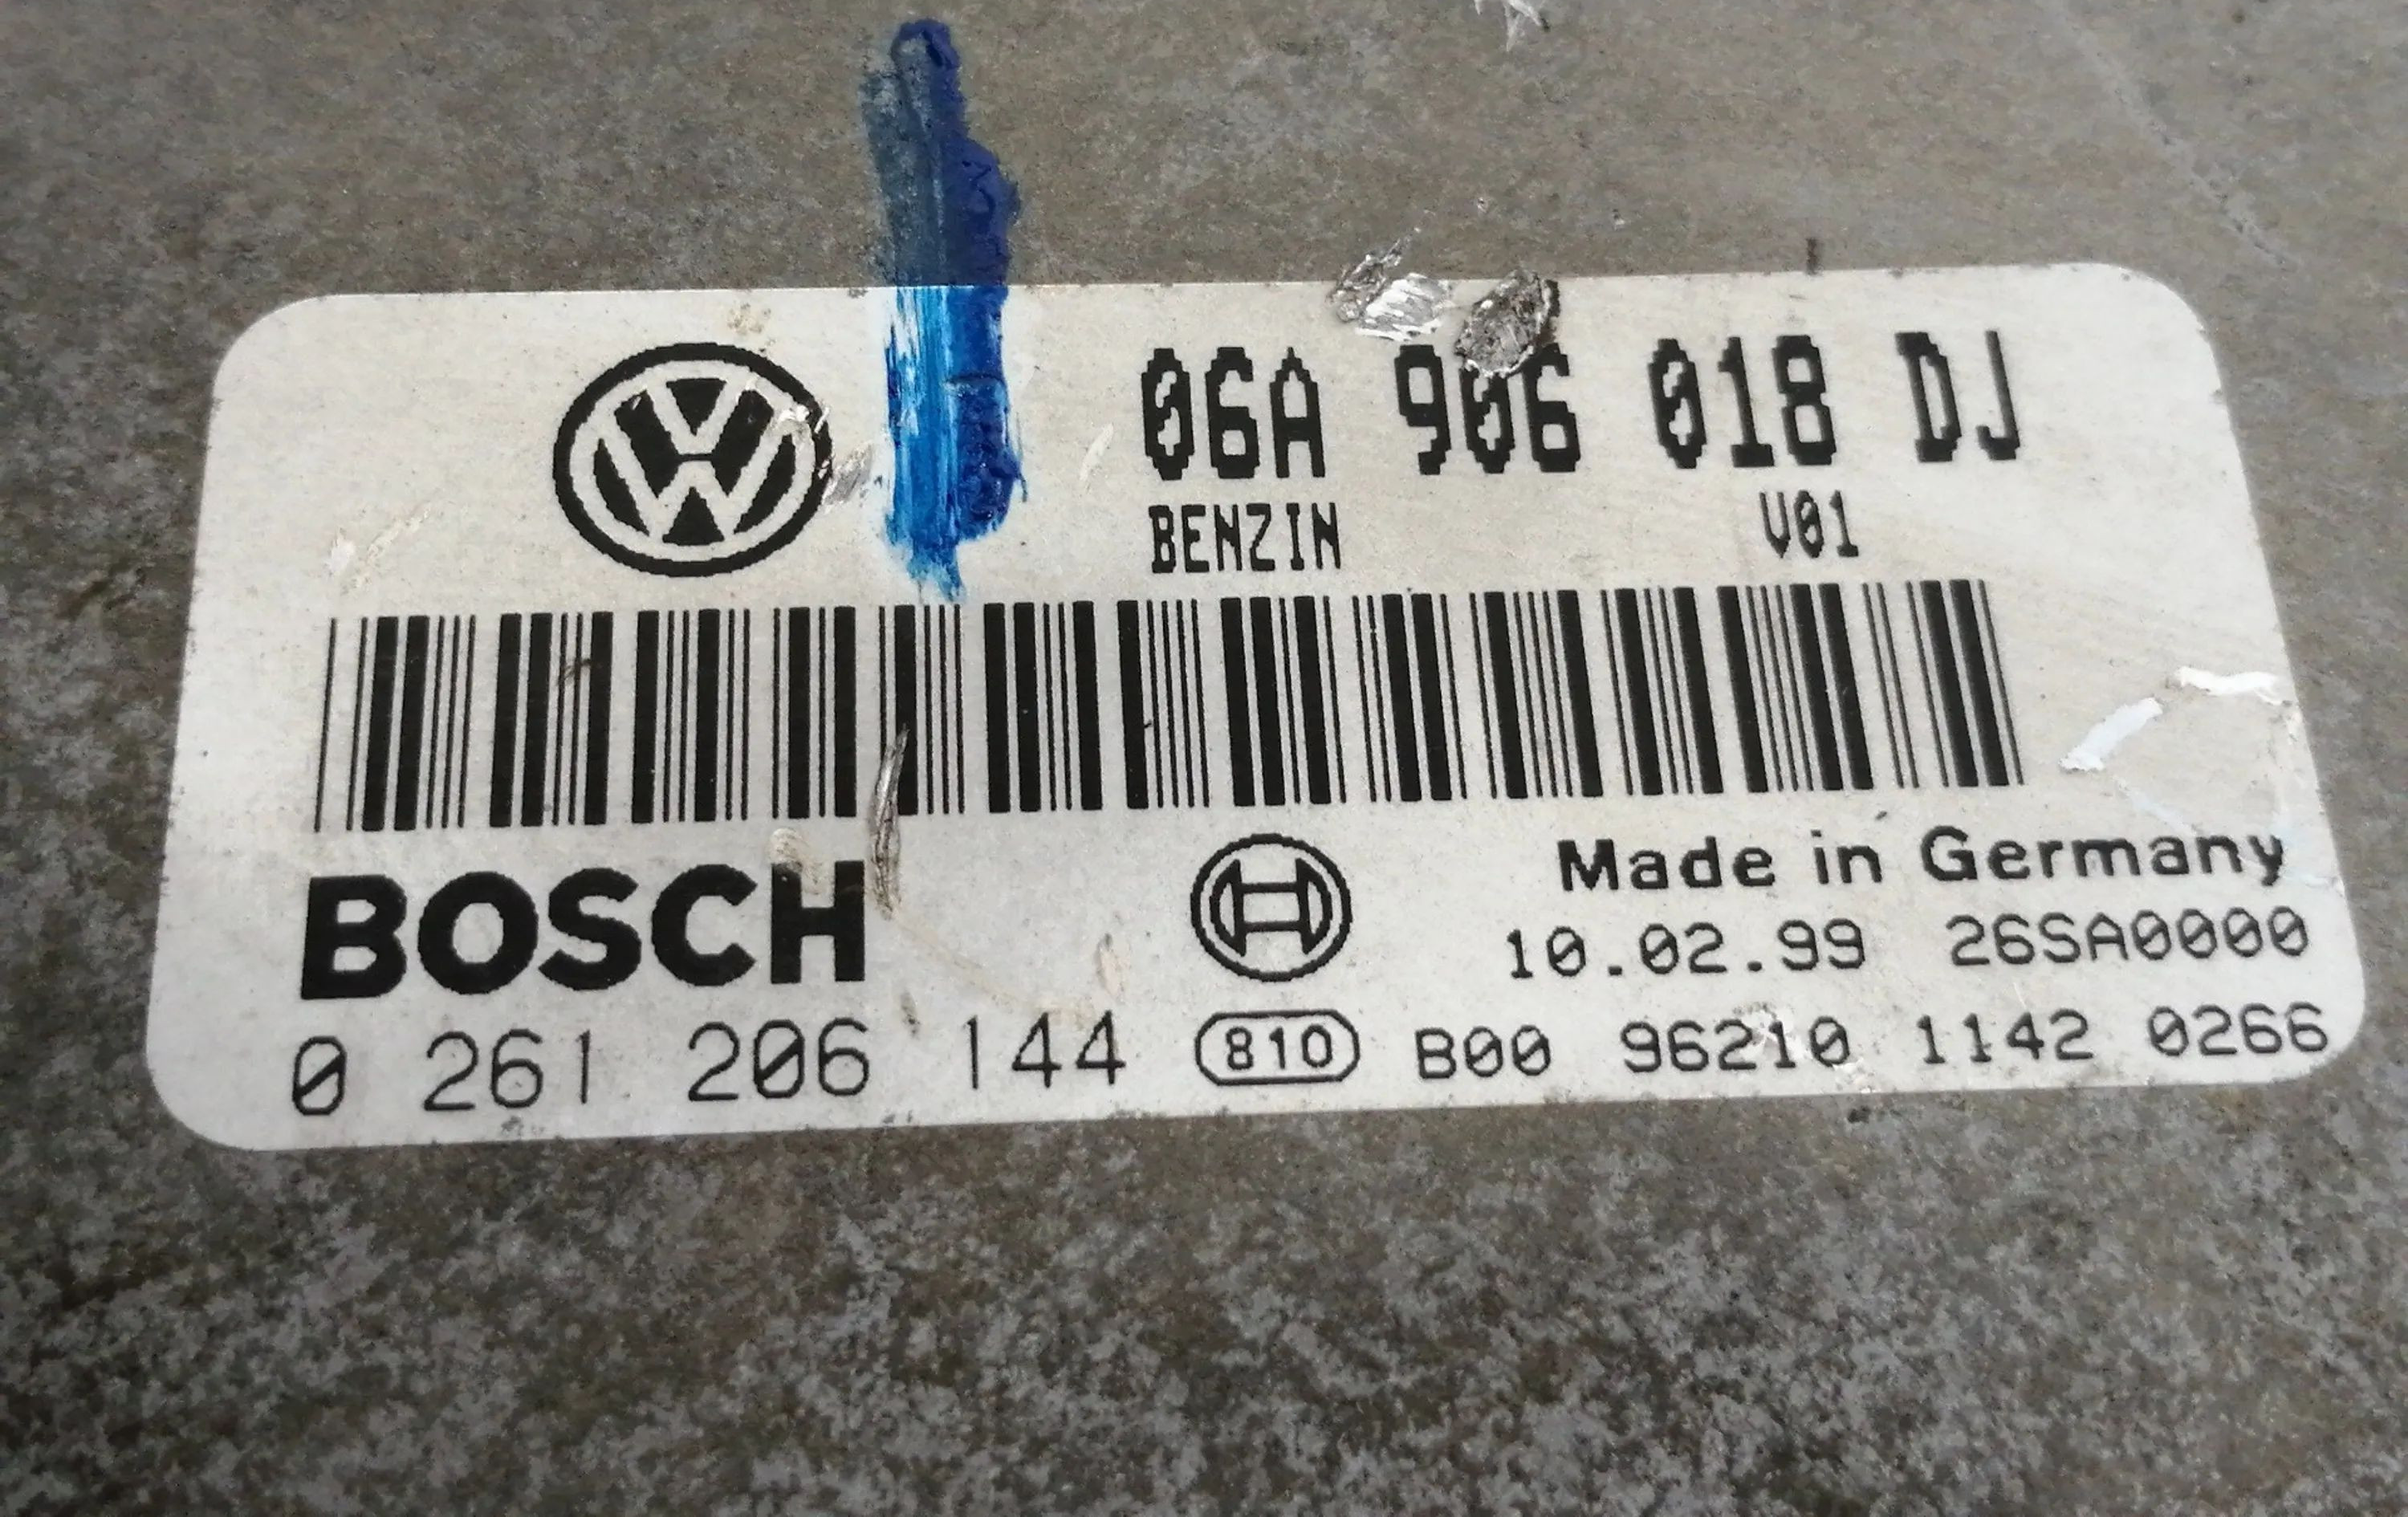 06A 906 018 DJ
BENZIN V01
BOSCH
Made in Germany
10.02.99 26SA0000
0 261 206 144 810 B00 96210 1142 0266